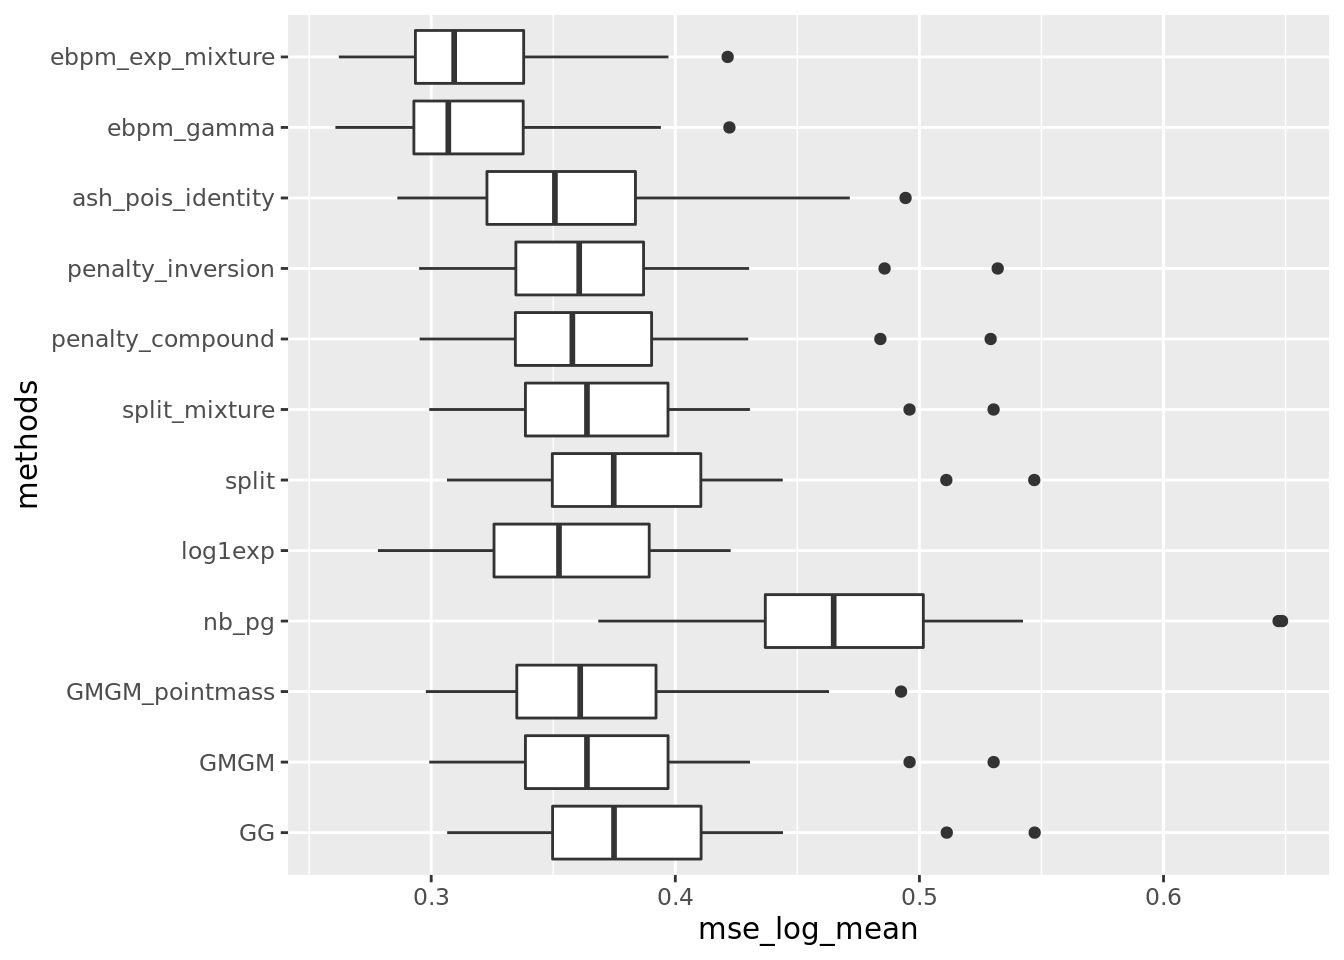 ebpm_exp_mixture
ebpm_gamma
ash_pois_identity
penalty_inversion
penalty_compound
split_mixture
split
log1exp
nb_pg
GMGM_pointmass
GMGM
GG
methods
0.3 0.4 0.5 0.6
mse_log_mean